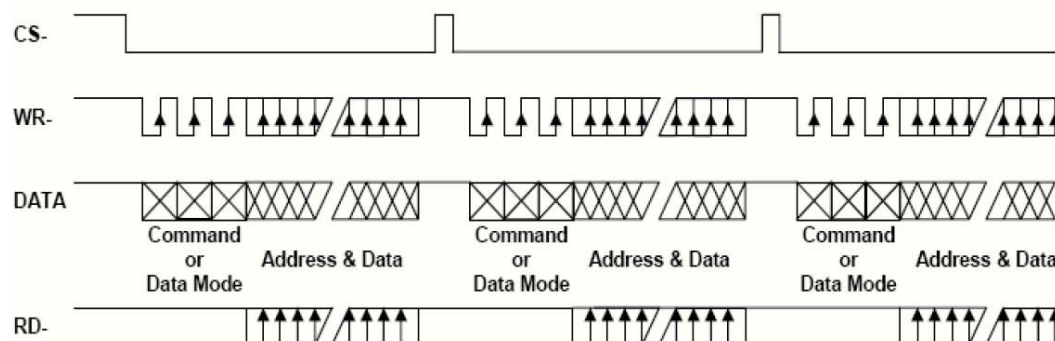 CS-
WR-
DATA
Command
or
Data Mode
Address & Data
Command
or
Data Mode
Address & Data
Command
or
Data Mode
Address & Data
RD-